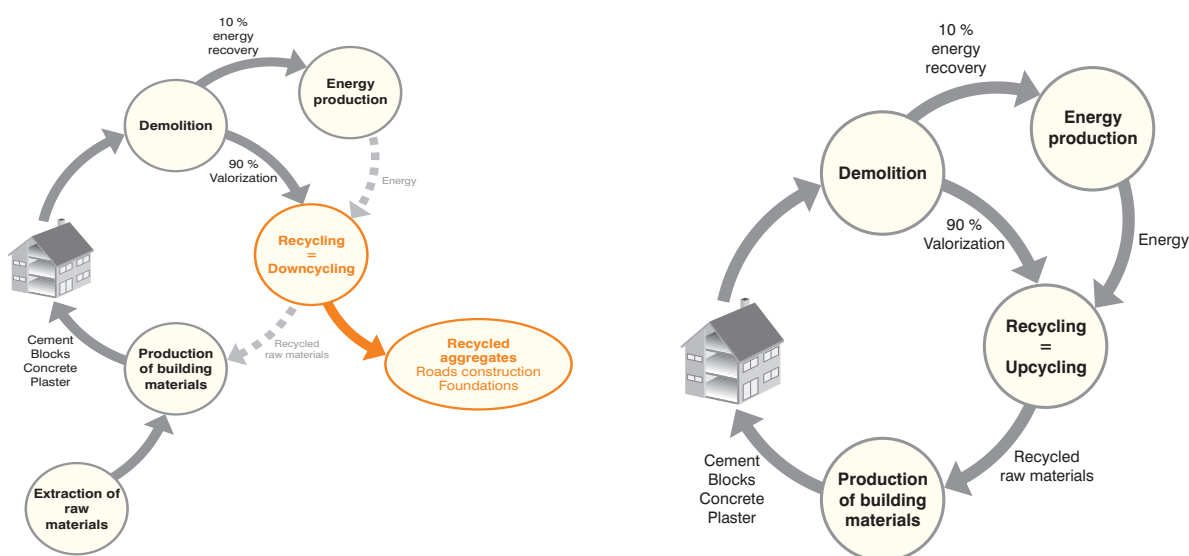 10 %
energy
recovery
Energy
production
Demolition
90 %
Valorization
Energy
Recycling
=
Downcycling
Recycled
raw materials
Cement
Blocks
Concrete
Plaster
Production
of building
materials
Recycled
aggregates
Roads construction
Foundations
Extraction of
raw
materials
10 %
energy
recovery
Energy
production
Demolition
90 %
Valorization
Energy
Recycling
=
Upcycling
Recycled
raw materials
Cement
Blocks
Concrete
Plaster
Production
of building
materials